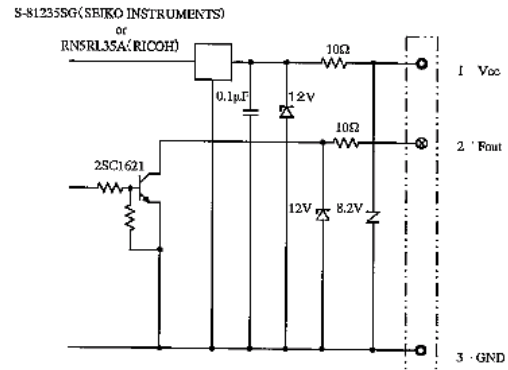 S-81235SG(SEIKO INSTRUMENTS)
or
RN5RL35A(RICOH)
10Ω
1 Vcc
0.1μF
12V
10Ω
2 Fout
2SC1621
12V
8.2V
3 GND